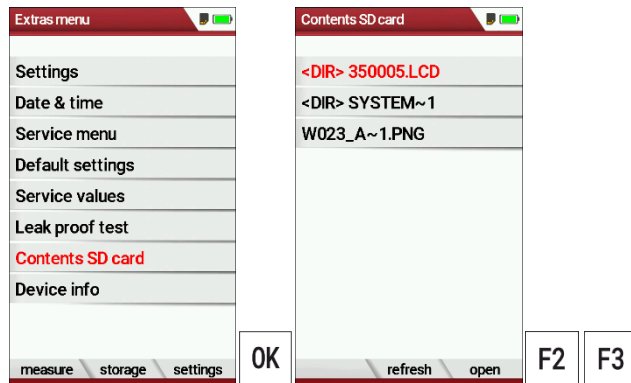 Extras menu
Settings
Date & time
Service menu
Default settings
Service values
Leak proof test
Contents SD card
Device info
measure storage settings
OK
Contents SD card
<DIR> 350005.LCD
<DIR> SYSTEM~1
W023_A~1.PNG
refresh open
F2 F3